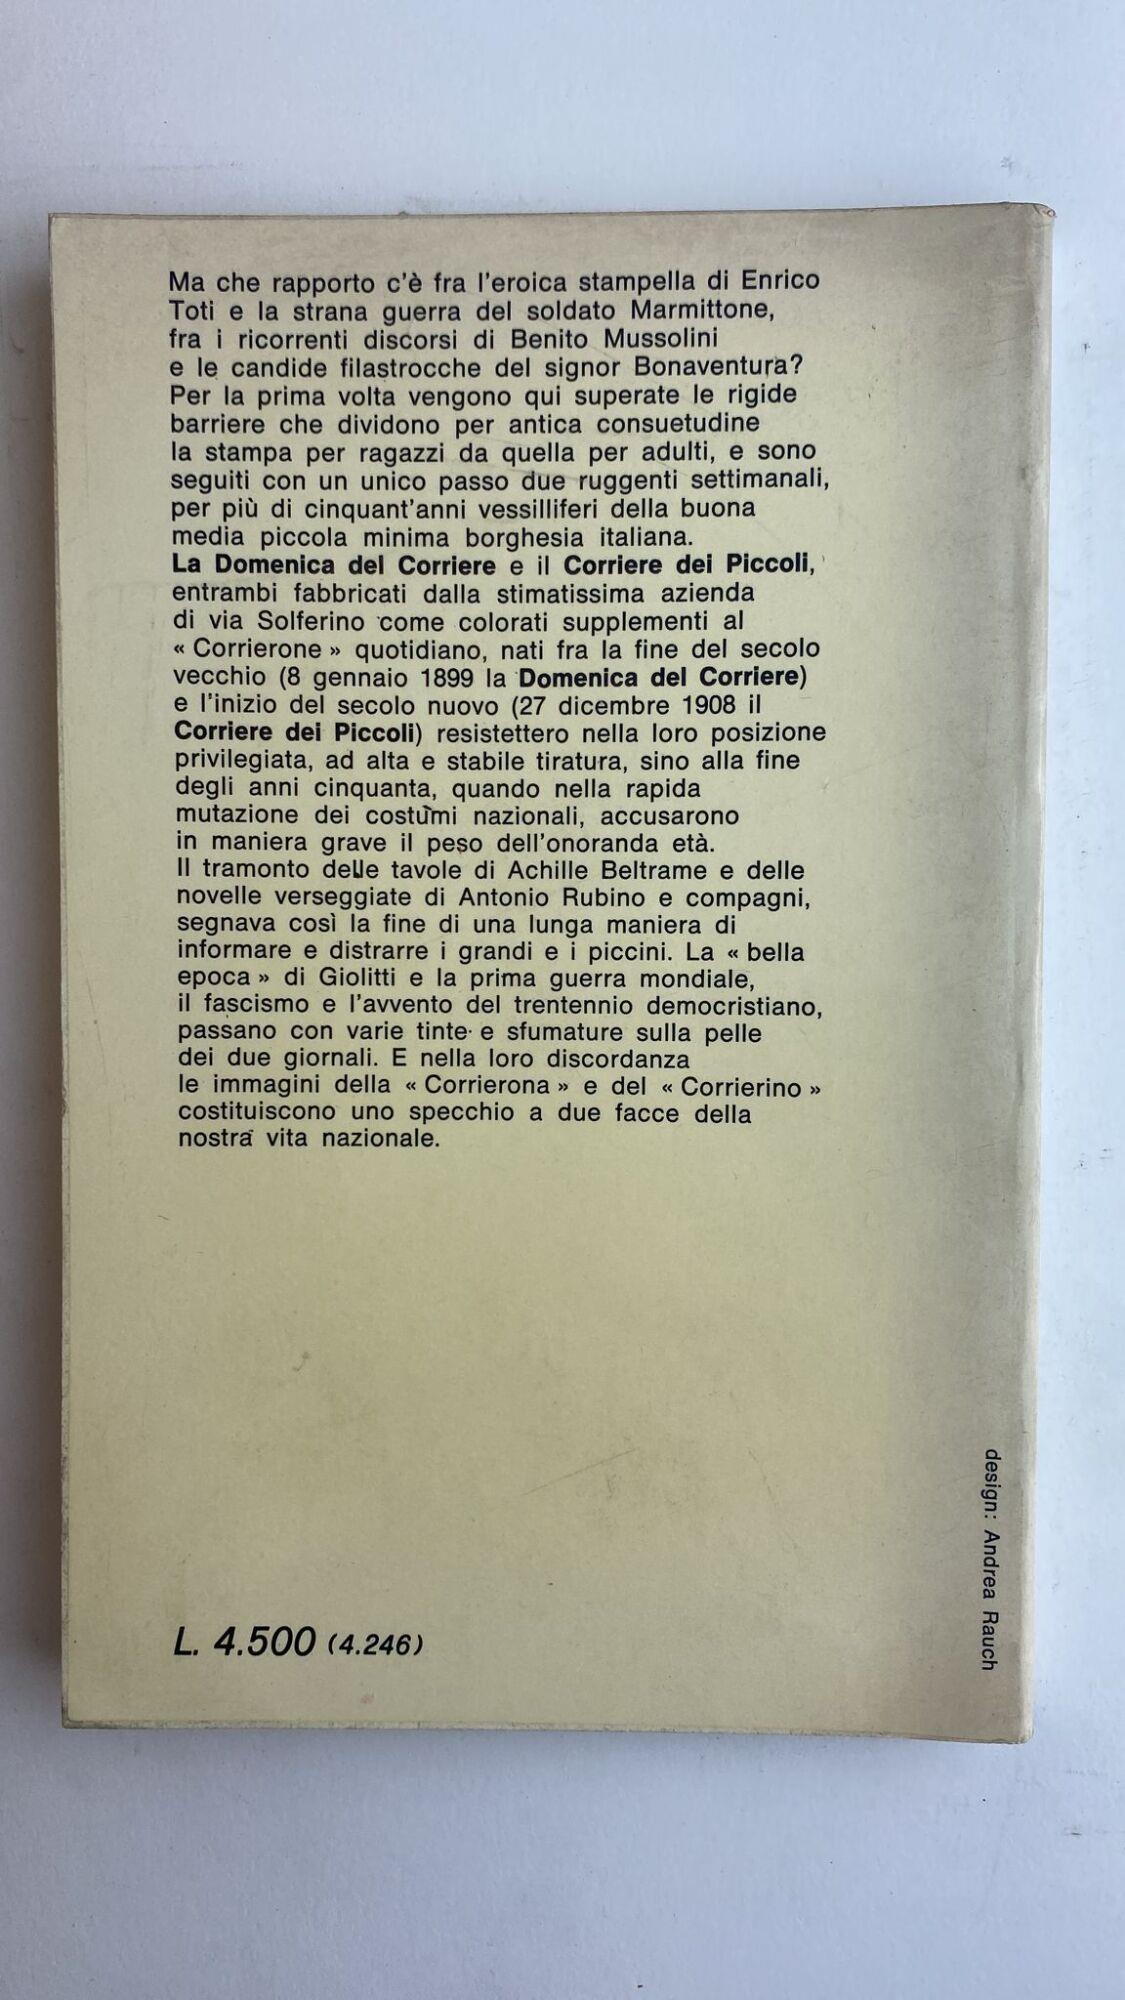 Ma che rapporto c'è fra l'eroica stampella di Enrico
Toti e la strana guerra del soldato Marmittone,
fra i ricorrenti discorsi di Benito Mussolini
e le candide filastrocche del signor Bonaventura?
Per la prima volta vengono qui superate le rigide
barriere che dividono per antica consuetudine
la stampa per ragazzi da quella per adulti, e sono
seguiti con un unico passo due ruggenti settimanali,
per più di cinquant'anni vessilliferi della buona
media piccola minima borghesia italiana.
La Domenica del Corriere e il Corriere dei Piccoli,
entrambi fabbricati dalla stimatissima azienda
di via Solferino come colorati supplementi al
« Corrierone » quotidiano, nati fra la fine del secolo
vecchio (8 gennaio 1899 la Domenica del Corriere)
e l'inizio del secolo nuovo (27 dicembre 1908 il
Corriere dei Piccoli) resistettero nella loro posizione
privilegiata, ad alta e stabile tiratura, sino alla fine
degli anni cinquanta, quando nella rapida
mutazione dei costumi nazionali, accusarono
in maniera grave il peso dell'onoranda età.
Il tramonto delle tavole di Achille Beltrame e delle
novelle verseggiate di Antonio Rubino e compagni,
segnava così la fine di una lunga maniera di
informare e distrarre i grandi e i piccini. La « bella
epoca » di Giolitti e la prima guerra mondiale,
il fascismo e l'avvento del trentennio democristiano,
passano con varie tinte e sfumature sulla pelle
dei due giornali. E nella loro discordanza
le immagini della « Corrierona » e del « Corrierino »
costituiscono uno specchio a due facce della
nostra vita nazionale.
design: Andrea Rauch
L. 4.500 (4.246)